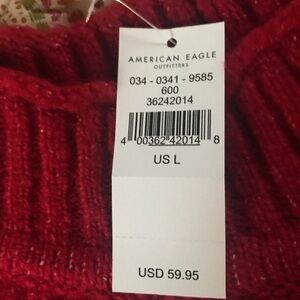 AMERICAN EAGLE
OUTFITTERS
034 - 0341 - 9585
600
36242014
4 00362 42014 8
US L
USD 59.95